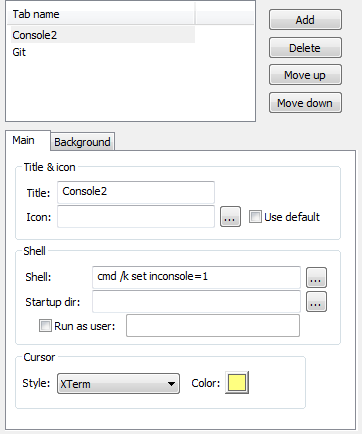 Tab name
Console2
Git
Add
Delete
Move up
Move down
Main
Background
Title & icon
Title: Console2
Icon: ... Use default
Shell
Shell: cmd /k set inconsole=1 ...
Startup dir: ...
Run as user:
Cursor
Style: XTerm Color: